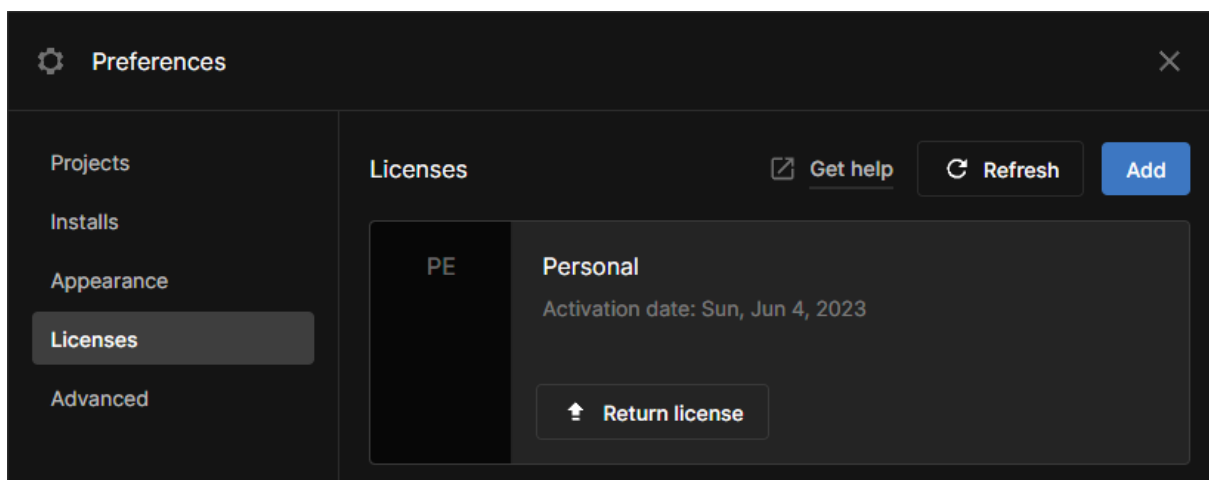 Preferences
Projects
Installs
Appearance
Licenses
Advanced
Licenses
Get help
Refresh
Add
PE
Personal
Activation date: Sun, Jun 4, 2023
Return license